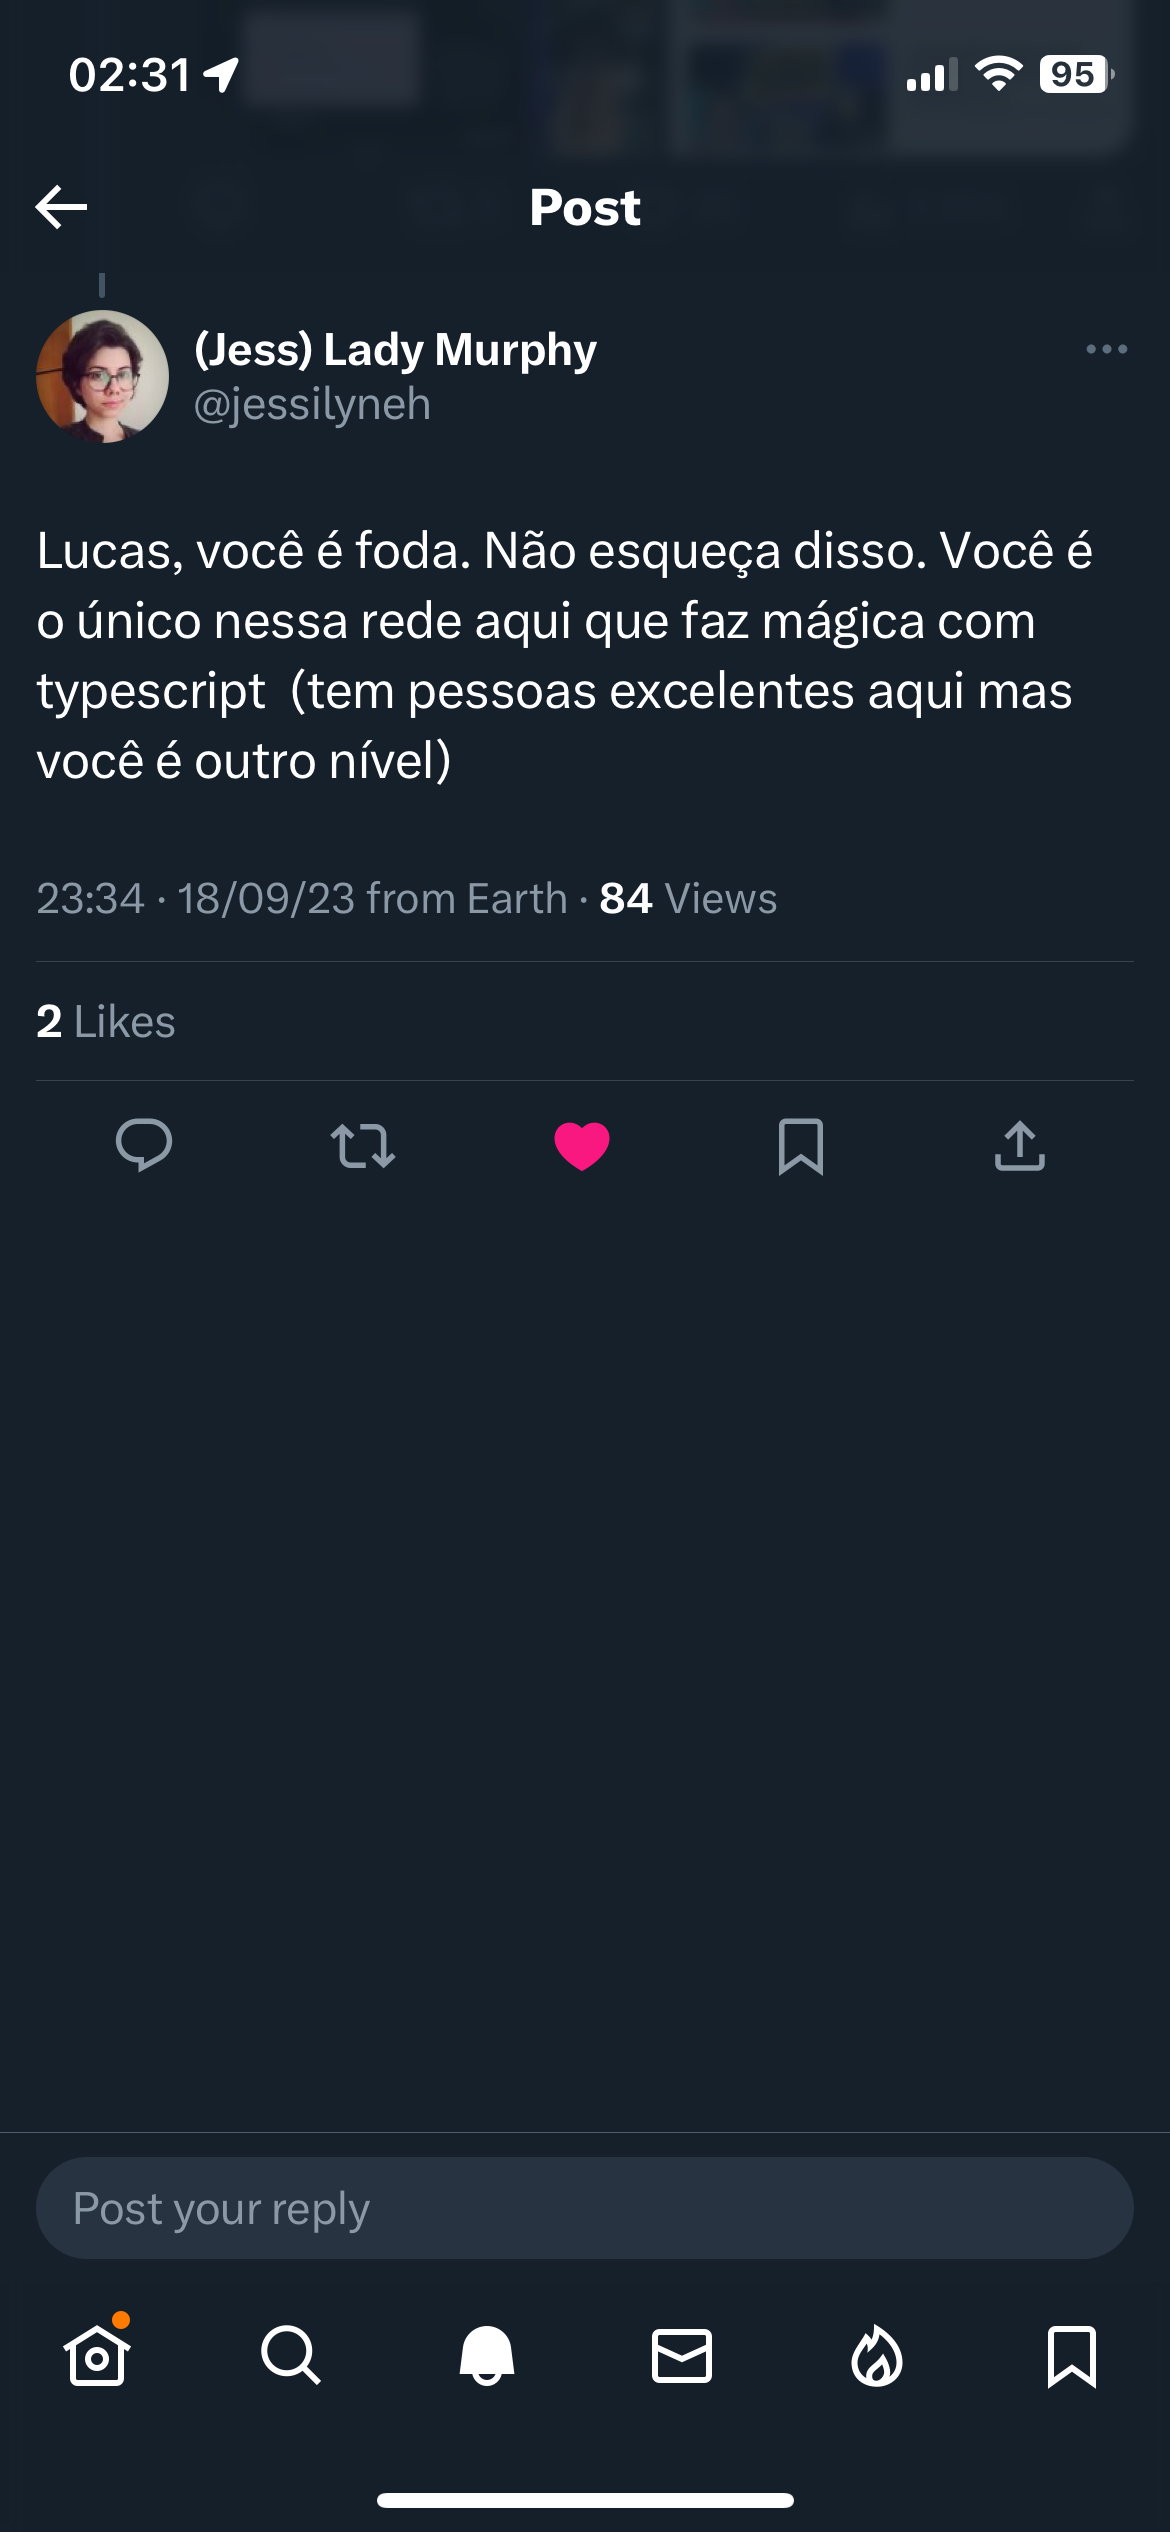 02:31
95
Post
(Jess) Lady Murphy
@jessilyneh
Lucas, você é foda. Não esqueça disso. Você é
o único nessa rede aqui que faz mágica com
typescript  (tem pessoas excelentes aqui mas
você é outro nível)
23:34 · 18/09/23 from Earth · 84 Views
2 Likes
Post your reply